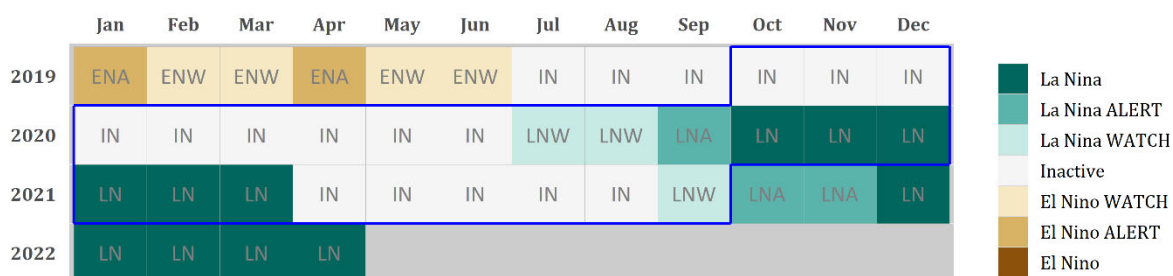 Jan Feb Mar Apr May Jun Jul Aug Sep Oct Nov Dec
2019 ENA ENW ENW ENA ENW ENW IN IN IN IN IN IN
2020 IN IN IN IN IN IN LNW LNW LNA LN LN LN
2021 LN LN LN IN IN IN IN IN LNW LNA LNA LN
2022 LN LN LN LN
La Nina
La Nina ALERT
La Nina WATCH
Inactive
El Nino WATCH
El Nino ALERT
El Nino